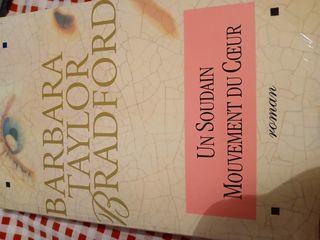 BARBARA
TAYLOR
BRADFORD
UN SOUDAIN
MOUVEMENT DU CŒUR
roman